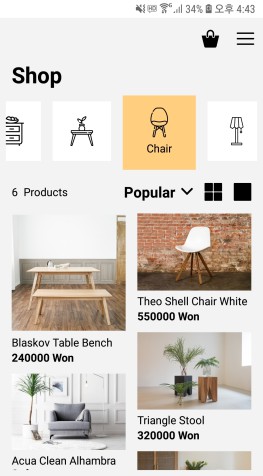 34% 오후 4:43
Shop
Chair
6 Products
Popular
Blaskov Table Bench
240000 Won
Theo Shell Chair White
550000 Won
Triangle Stool
320000 Won
Acua Clean Alhambra